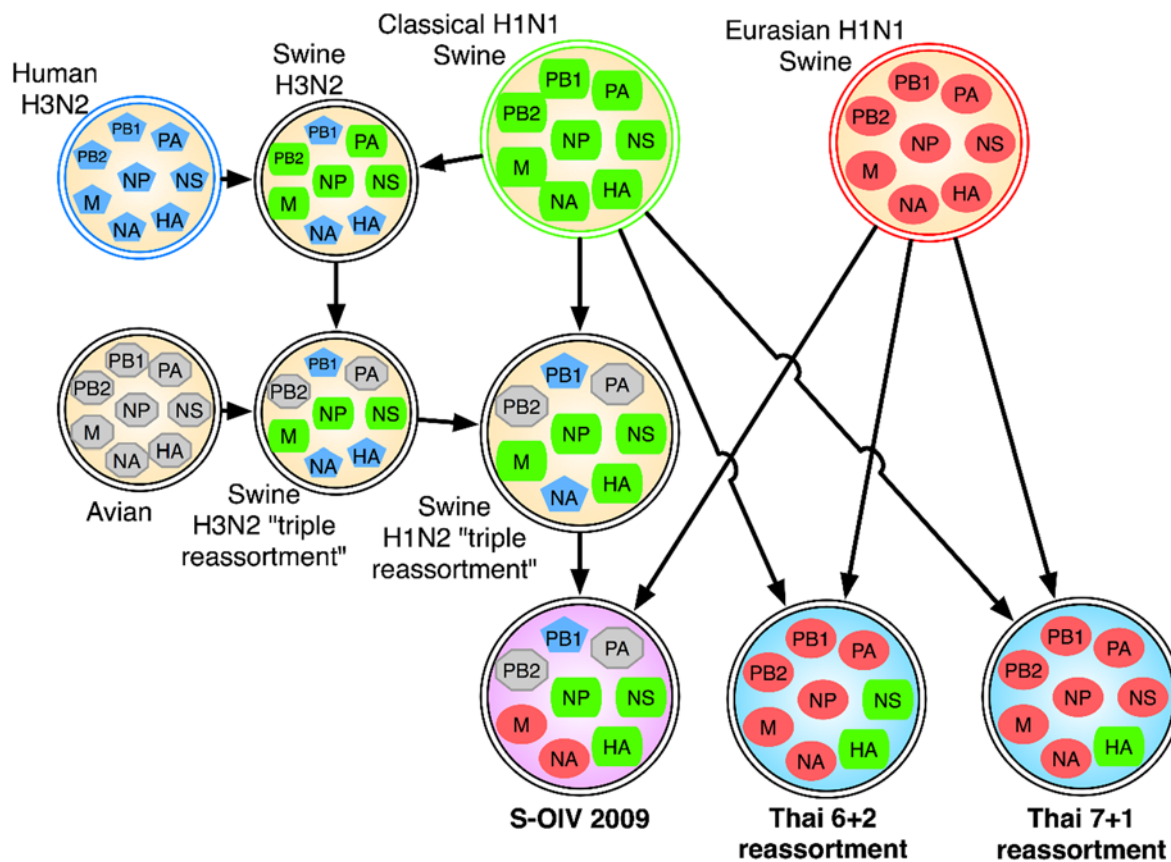 Human
H3N2
PB1
PA
PB2
NP
NS
M
NA
HA
Swine
H3N2
PB1
PA
PB2
NP
NS
M
NA
HA
Classical H1N1
Swine
PB1
PA
PB2
NP
NS
M
NA
HA
Eurasian H1N1
Swine
PB1
PA
PB2
NP
NS
M
NA
HA
PB1
PA
PB2
NP
NS
M
NA
HA
Avian
PB1
PA
PB2
NP
NS
M
NA
HA
Swine
H3N2 "triple
reassortment"
PB1
PA
PB2
NP
NS
M
NA
HA
Swine
H1N2 "triple
reassortment"
PB1
PA
PB2
NP
NS
M
NA
HA
S-OIV 2009
PB1
PA
PB2
NP
NS
M
NA
HA
Thai 6+2
reassortment
PB1
PA
PB2
NP
NS
M
NA
HA
Thai 7+1
reassortment